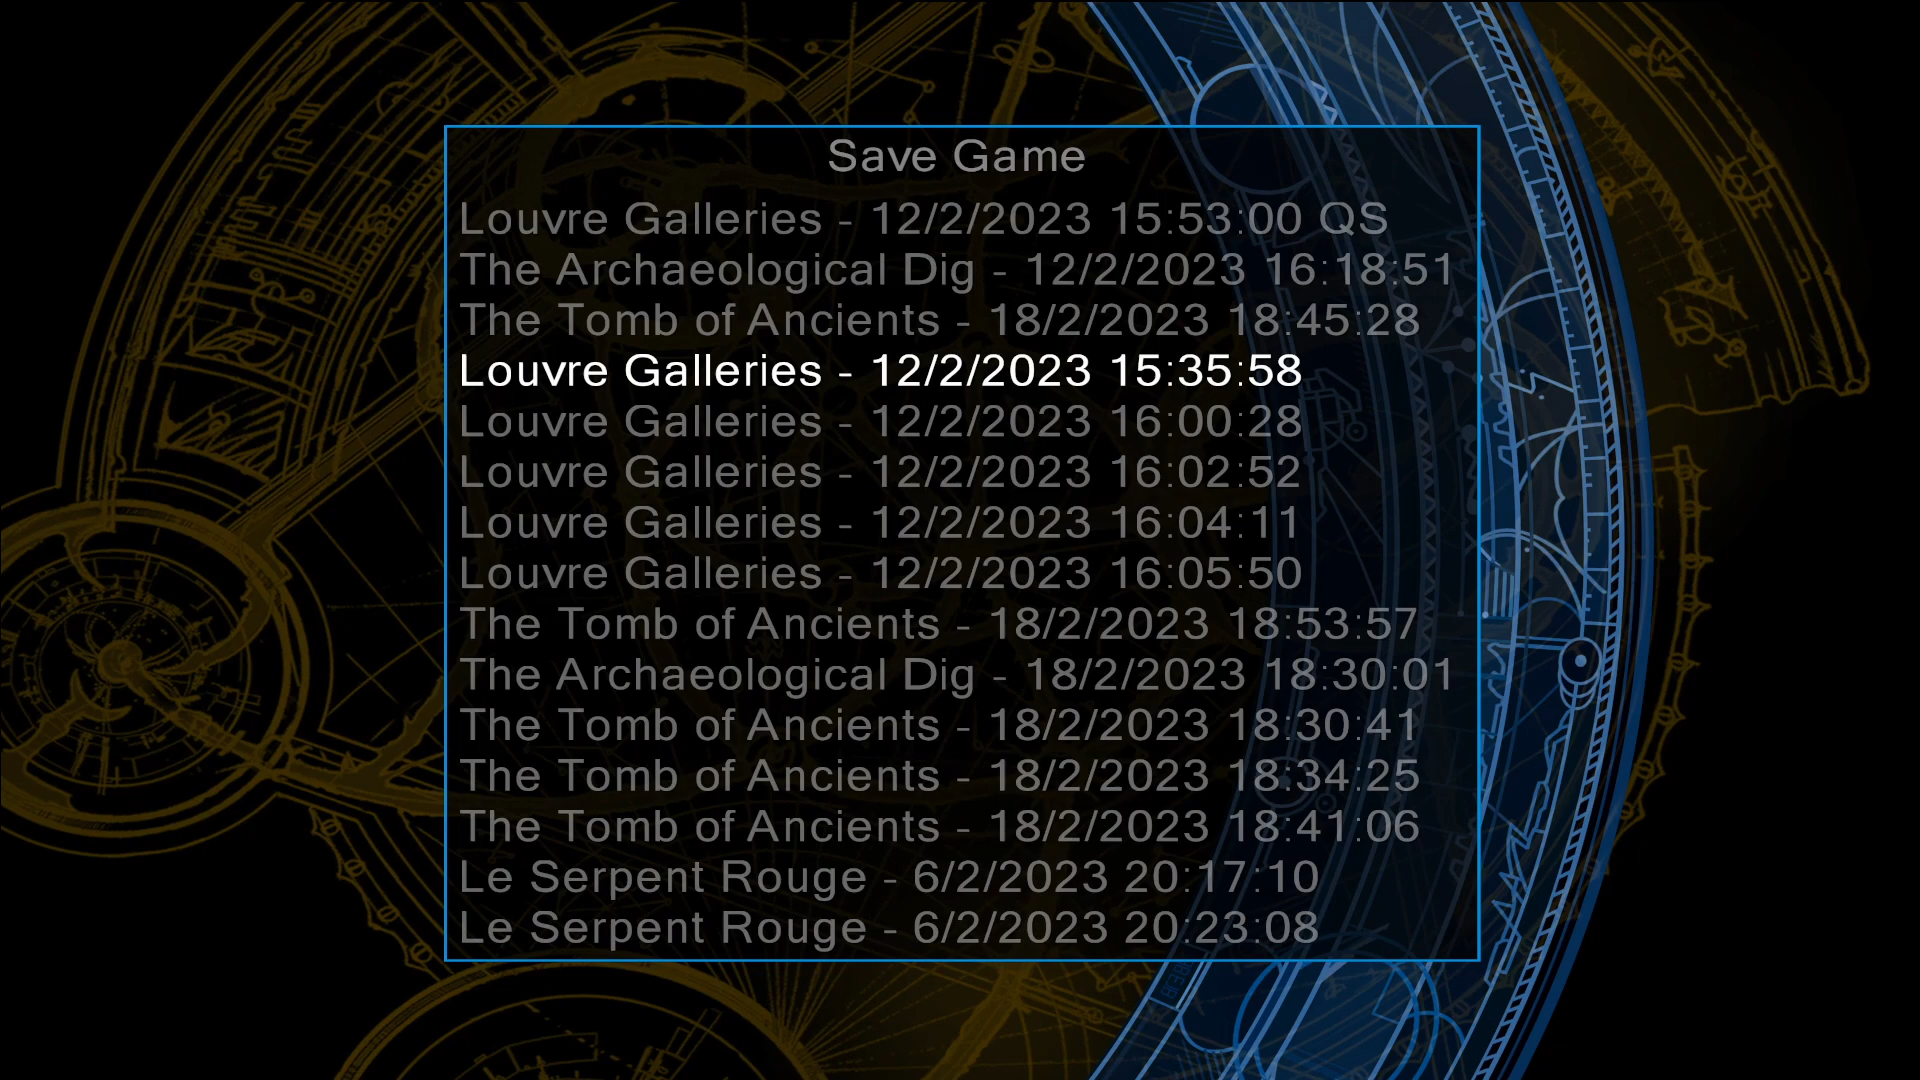 Save Game
Louvre Galleries - 12/2/2023 15:53:00 QS
The Archaeological Dig - 12/2/2023 16:18:51
The Tomb of Ancients - 18/2/2023 18:45:28
Louvre Galleries - 12/2/2023 15:35:58
Louvre Galleries - 12/2/2023 16:00:28
Louvre Galleries - 12/2/2023 16:02:52
Louvre Galleries - 12/2/2023 16:04:11
Louvre Galleries - 12/2/2023 16:05:50
The Tomb of Ancients - 18/2/2023 18:53:57
The Archaeological Dig - 18/2/2023 18:30:01
The Tomb of Ancients - 18/2/2023 18:30:41
The Tomb of Ancients - 18/2/2023 18:34:25
The Tomb of Ancients - 18/2/2023 18:41:06
Le Serpent Rouge - 6/2/2023 20:17:10
Le Serpent Rouge - 6/2/2023 20:23:08